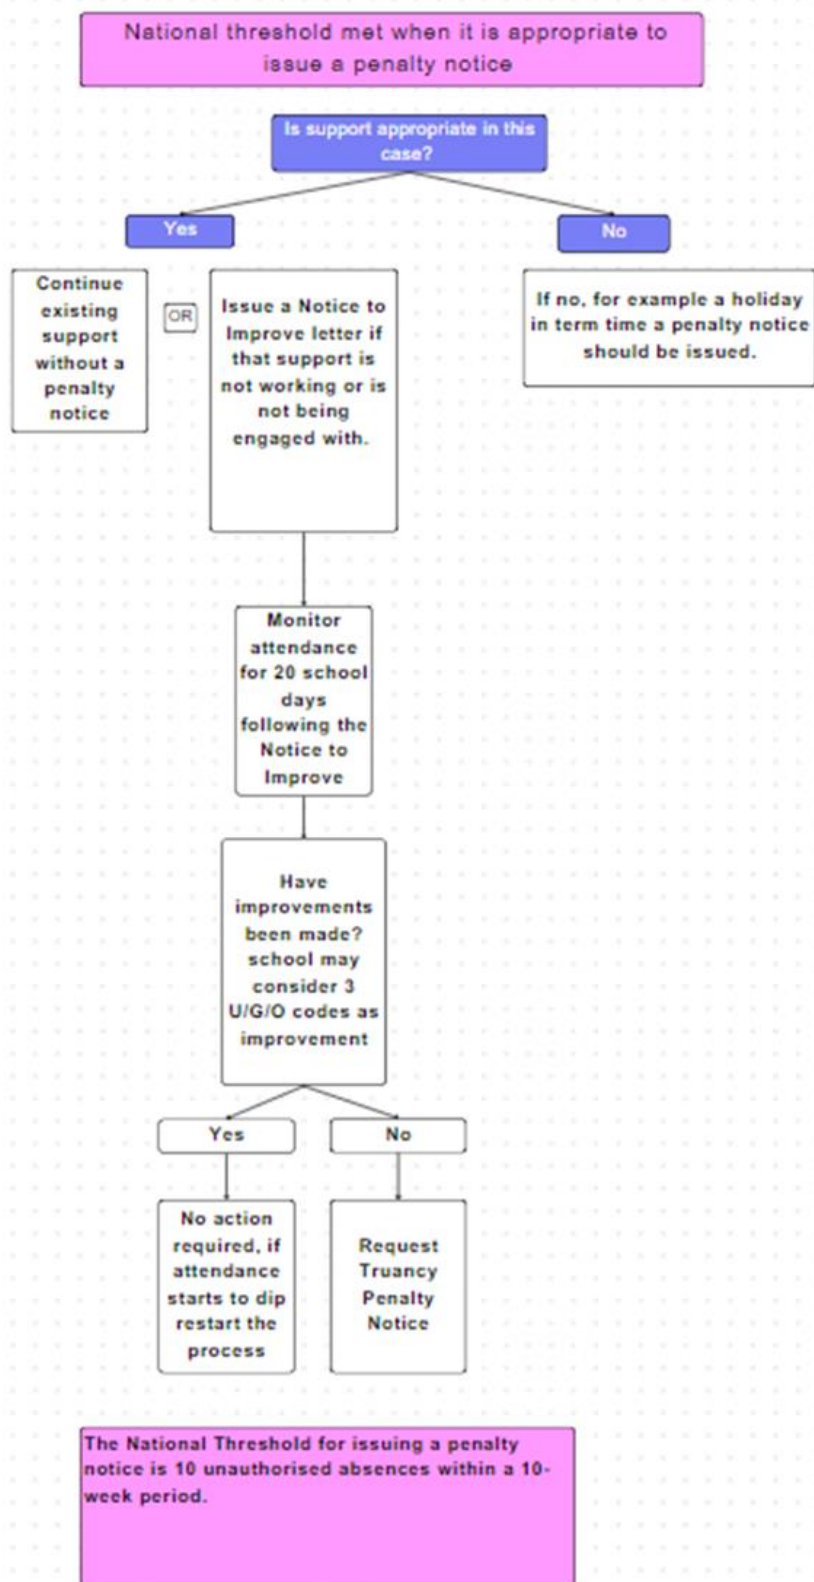 National threshold met when it is appropriate to
issue a penalty notice
Is support appropriate in this
case?
Yes
No
Continue
existing
support
without a
penalty
notice
OR
Issue a Notice to
Improve letter if
that support is
not working or is
not being
engaged with.
If no, for example a holiday
in term time a penalty notice
should be issued.
Monitor
attendance
for 20 school
days
following the
Notice to
Improve
Have
improvements
been made?
school may
consider 3
U/G/O codes as
improvement
Yes
No
No action
required, if
attendance
starts to dip
restart the
process
Request
Truancy
Penalty
Notice
The National Threshold for issuing a penalty
notice is 10 unauthorised absences within a 10-
week period.